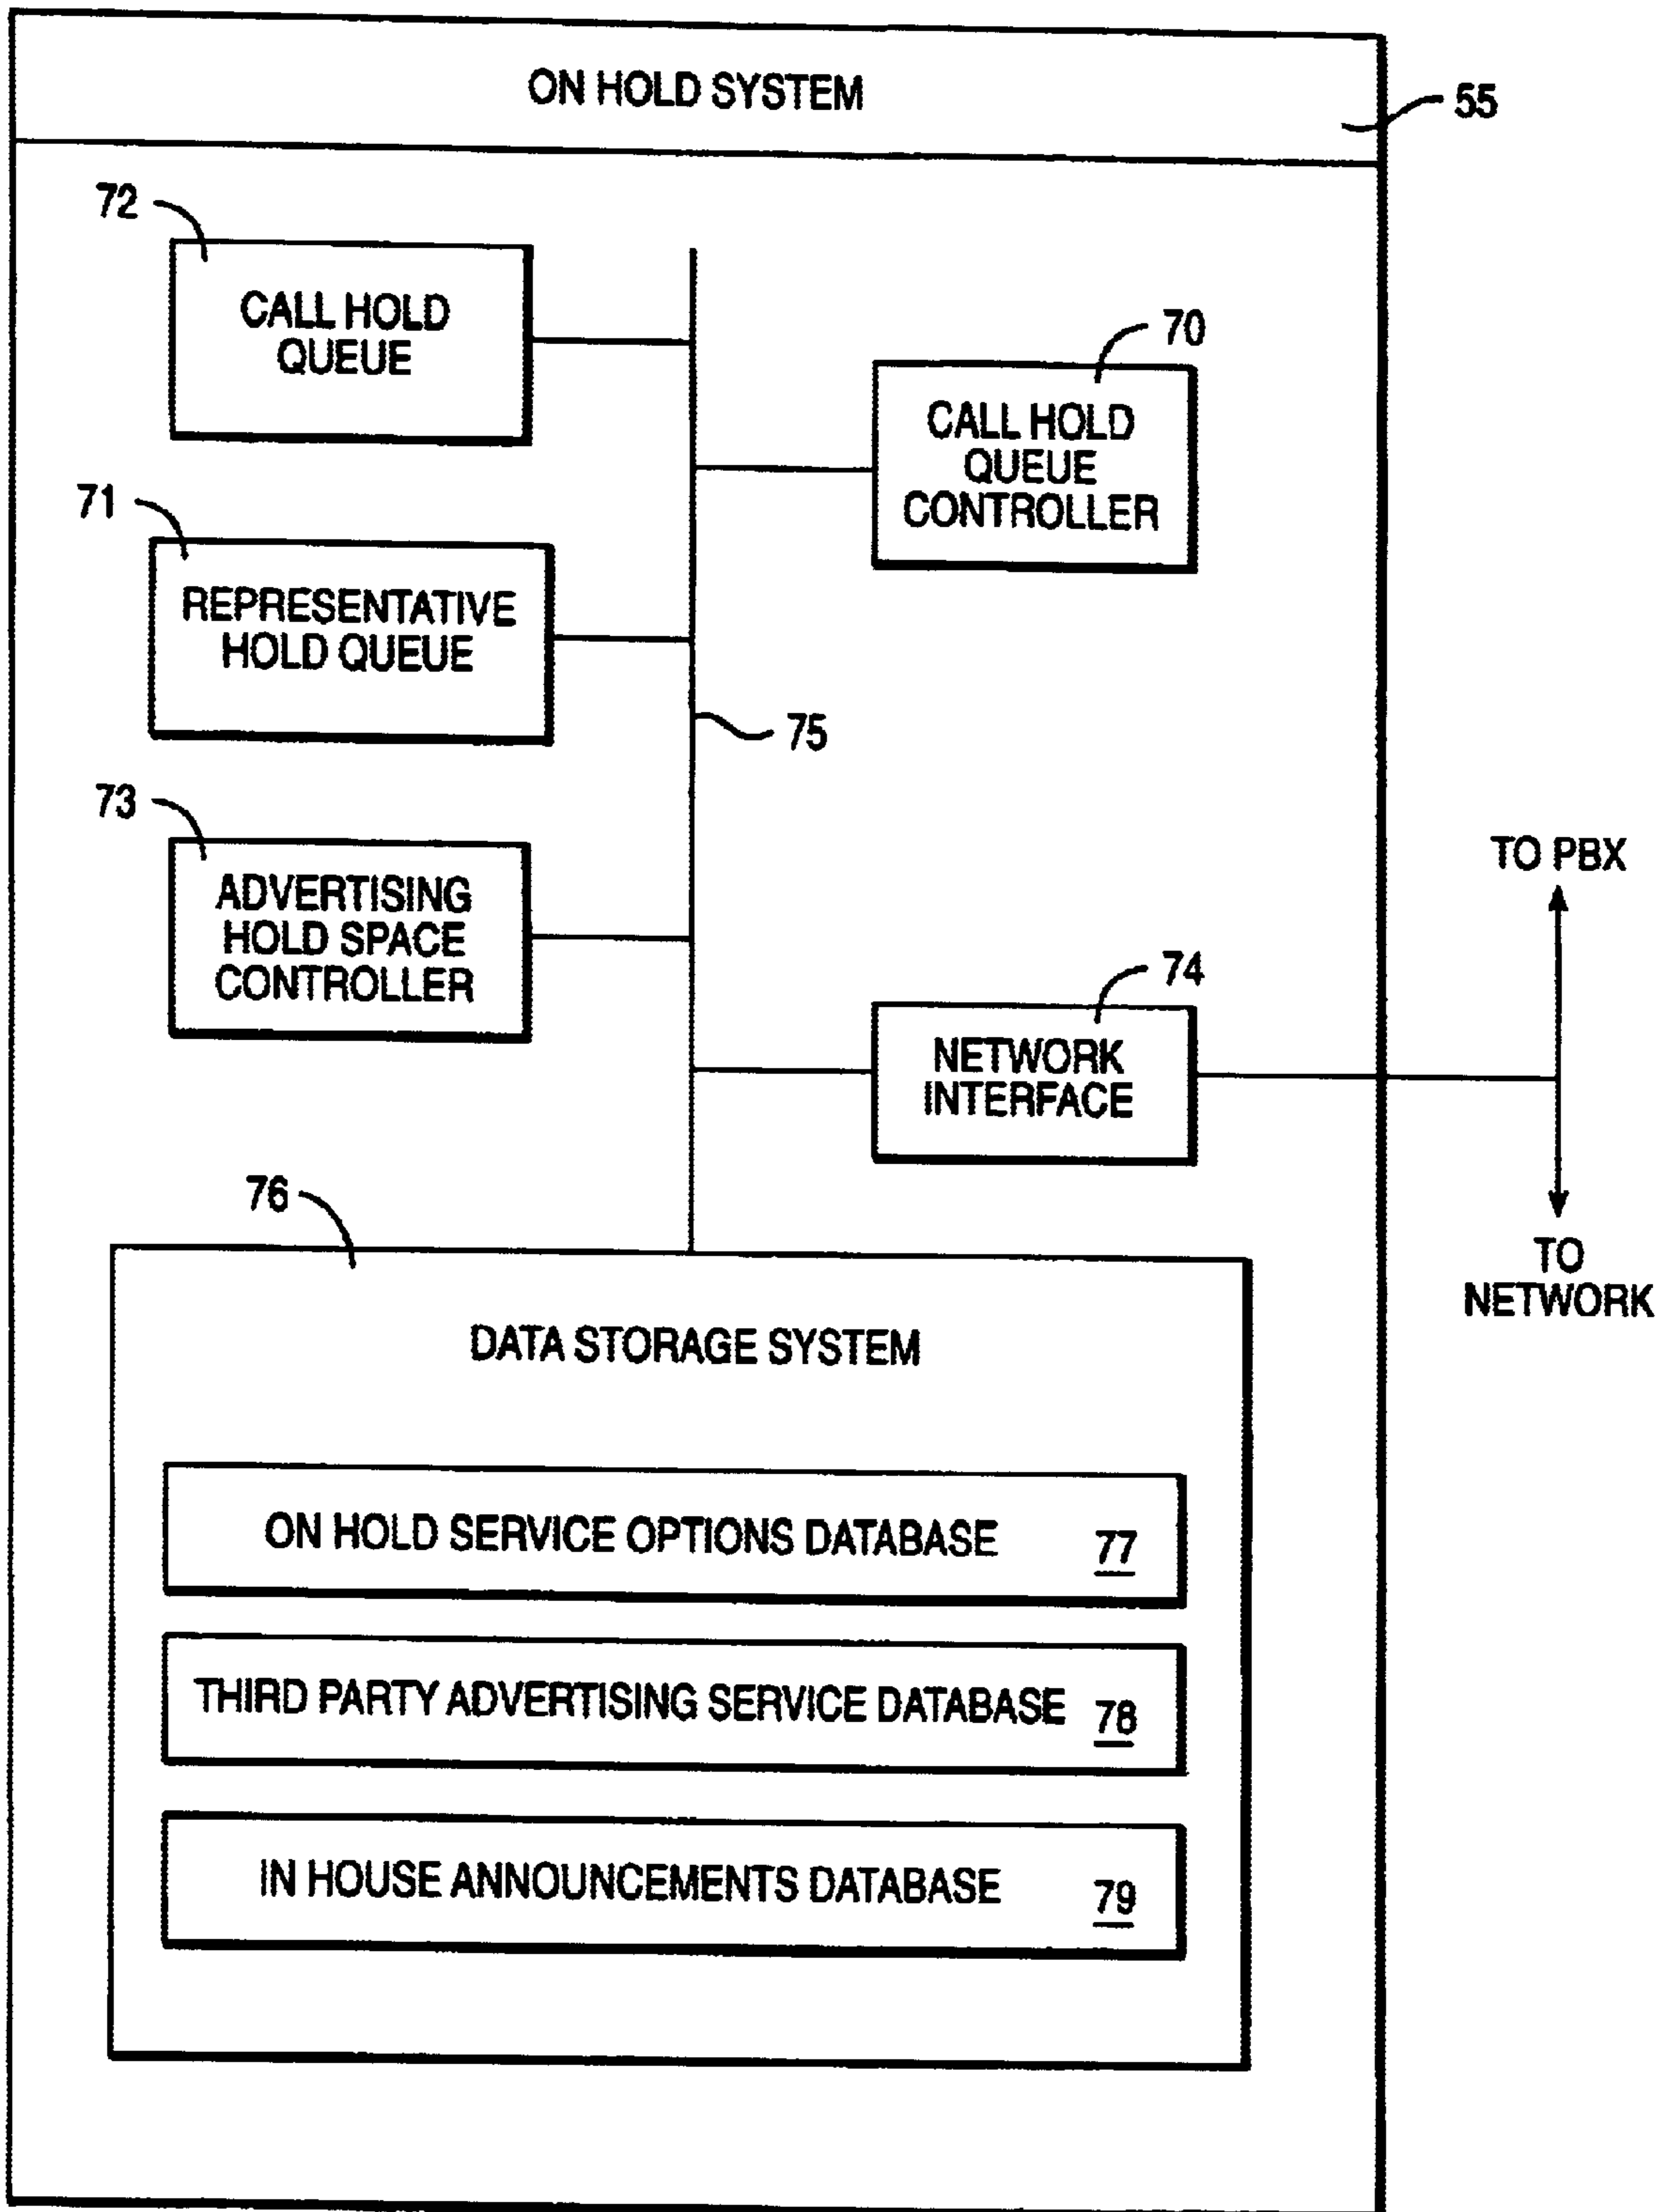 ON HOLD SYSTEM
55
72
CALL HOLD
QUEUE
70
CALL HOLD
QUEUE
CONTROLLER
71
REPRESENTATIVE
HOLD QUEUE
75
73
ADVERTISING
HOLD SPACE
CONTROLLER
TO PBX
74
NETWORK
INTERFACE
TO
NETWORK
76
DATA STORAGE SYSTEM
ON HOLD SERVICE OPTIONS DATABASE 77
THIRD PARTY ADVERTISING SERVICE DATABASE 78
IN HOUSE ANNOUNCEMENTS DATABASE 79